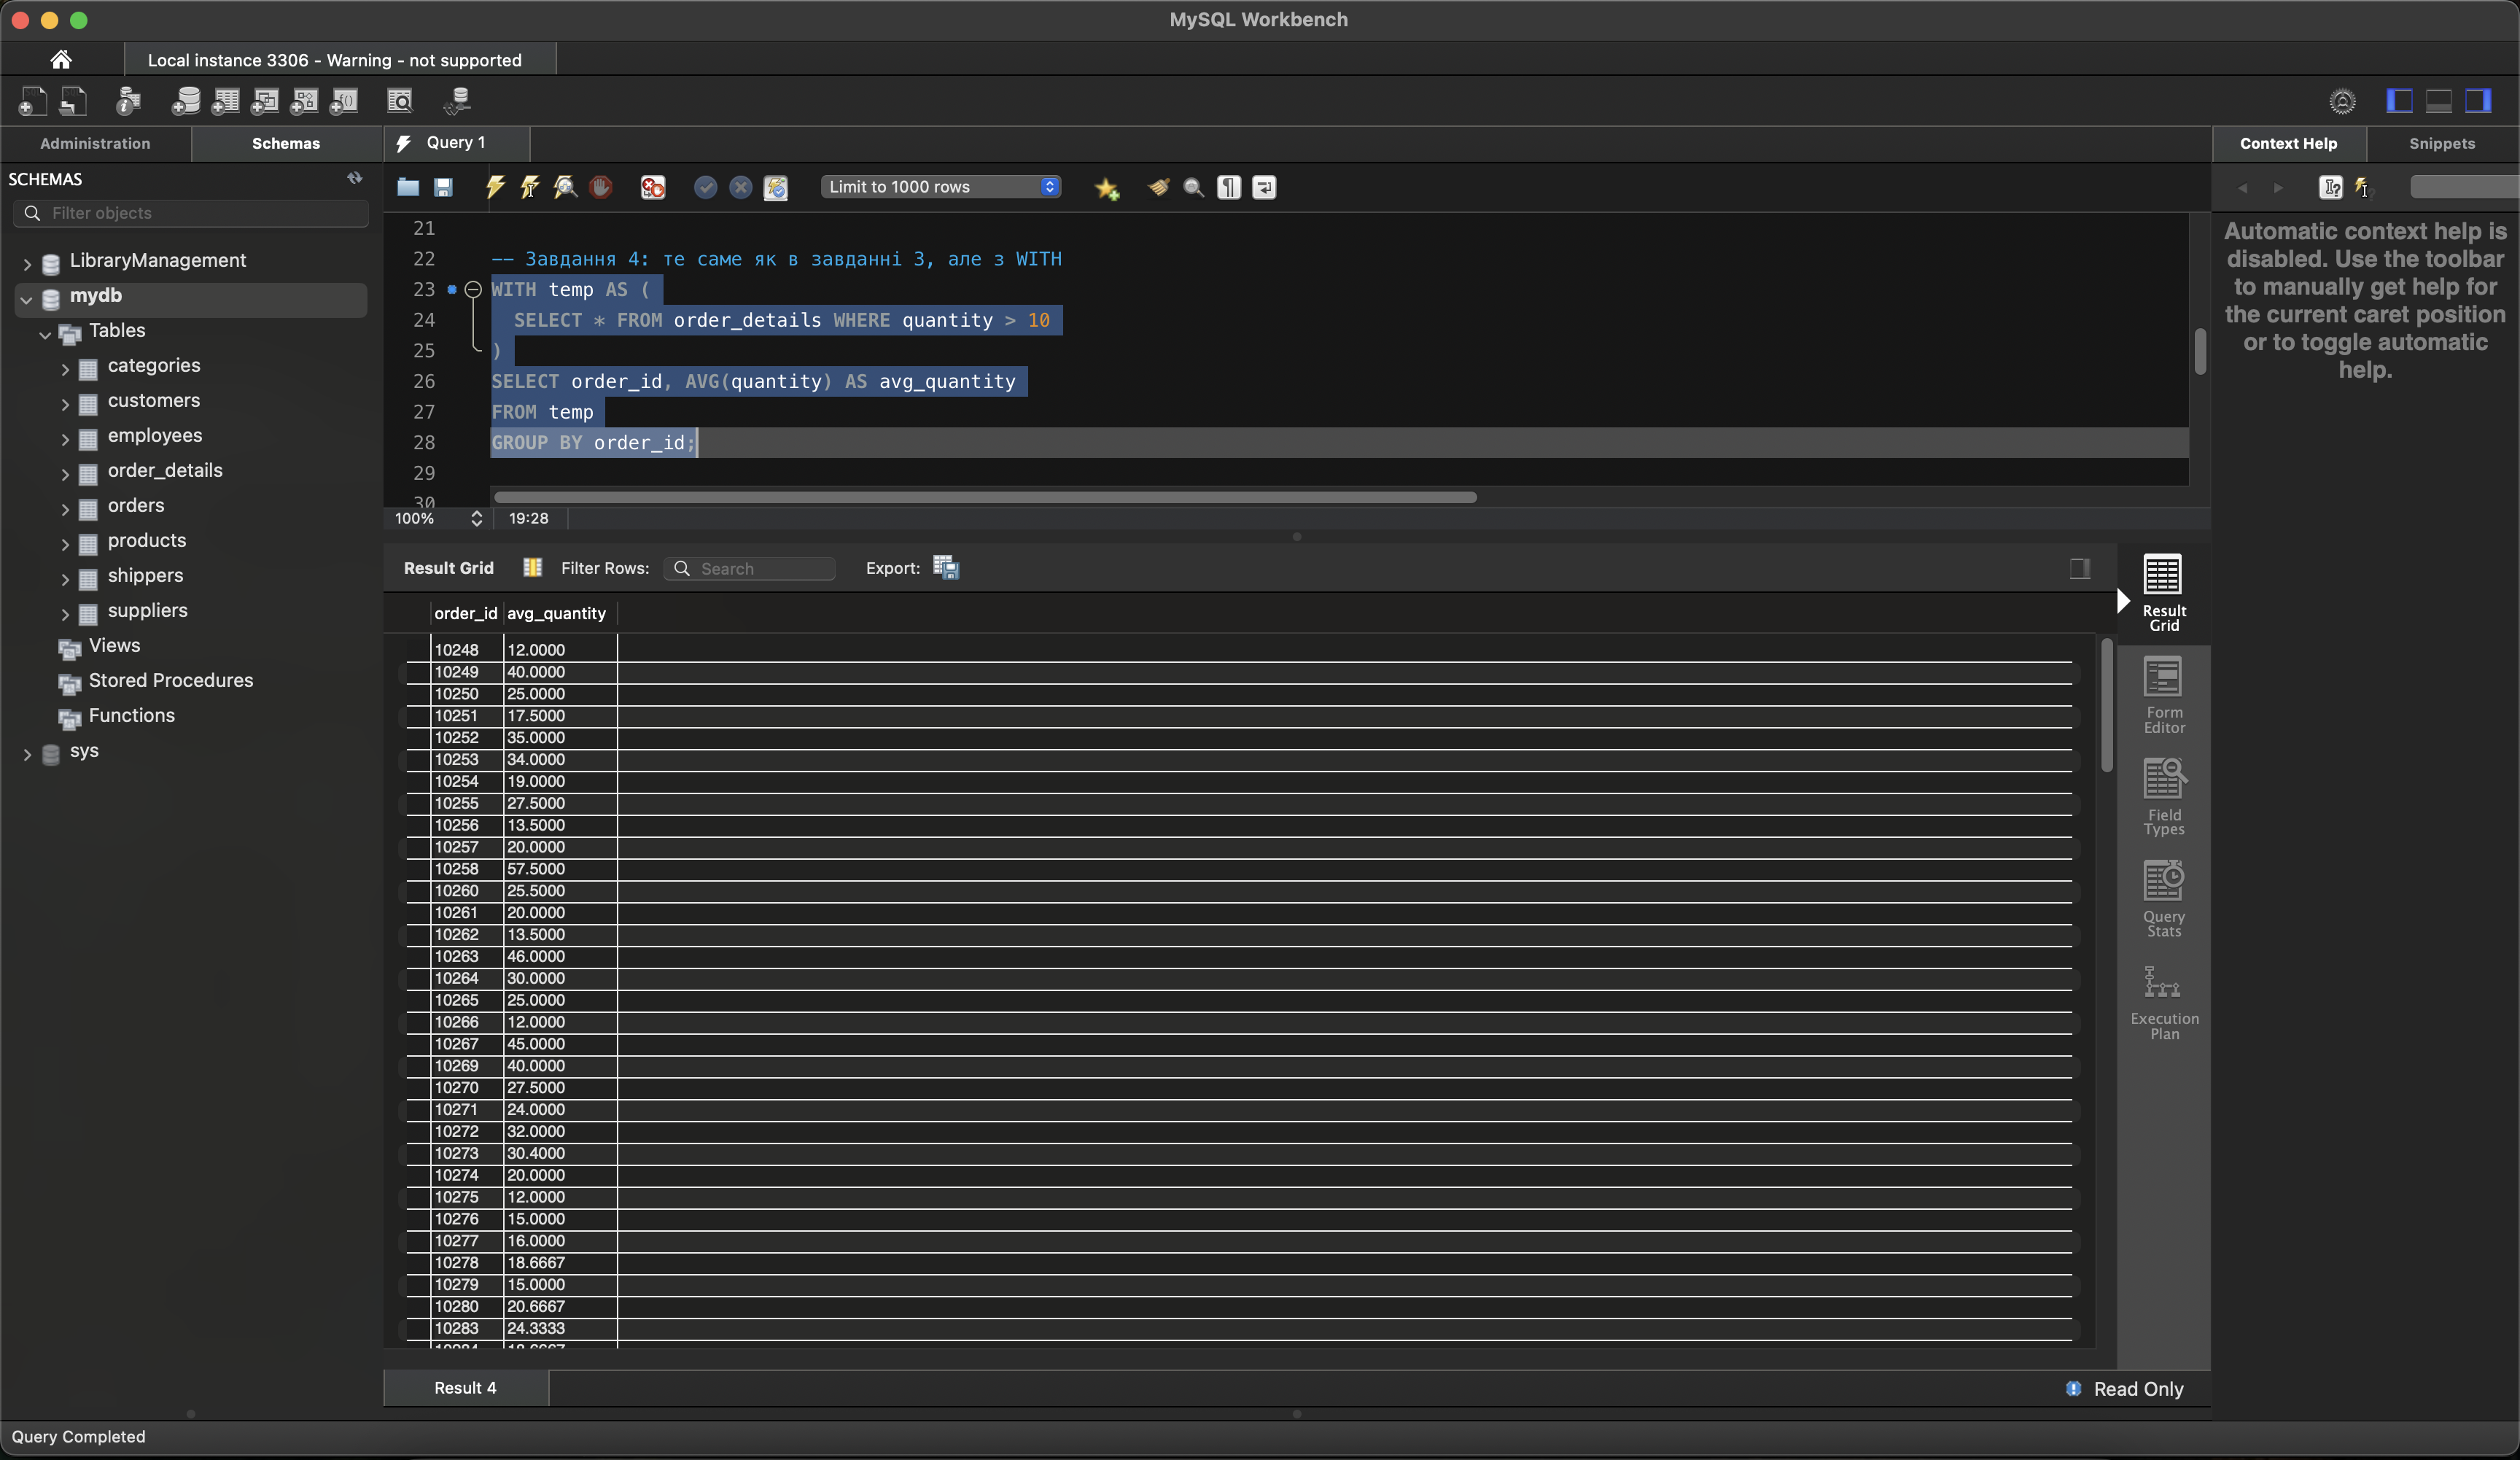 MySQL Workbench
Local instance 3306 - Warning - not supported
Administration
Schemas
Query 1
Context Help
Snippets
SCHEMAS
Filter objects
LibraryManagement
mydb
Tables
categories
customers
employees
order_details
orders
products
shippers
suppliers
Views
Stored Procedures
Functions
sys
Limit to 1000 rows
21
22 -- Завдання 4: те саме як в завданні 3, але з WITH
23 WITH temp AS (
24 SELECT * FROM order_details WHERE quantity > 10
25 )
26 SELECT order_id, AVG(quantity) AS avg_quantity
27 FROM temp
28 GROUP BY order_id;
29
30
100%
19:28
Automatic context help is
disabled. Use the toolbar
to manually get help for
the current caret position
or to toggle automatic
help.
Result Grid
Filter Rows:
Search
Export:
order_id avg_quantity
10248 12.0000
10249 40.0000
10250 25.0000
10251 17.5000
10252 35.0000
10253 34.0000
10254 19.0000
10255 27.5000
10256 13.5000
10257 20.0000
10258 57.5000
10260 25.5000
10261 20.0000
10262 13.5000
10263 46.0000
10264 30.0000
10265 25.0000
10266 12.0000
10267 45.0000
10269 40.0000
10270 27.5000
10271 24.0000
10272 32.0000
10273 30.4000
10274 20.0000
10275 12.0000
10276 15.0000
10277 16.0000
10278 18.6667
10279 15.0000
10280 20.6667
10283 24.3333
10284 18.6667
Result
Grid
Form
Editor
Field
Types
Query
Stats
Execution
Plan
Result 4
Read Only
Query Completed